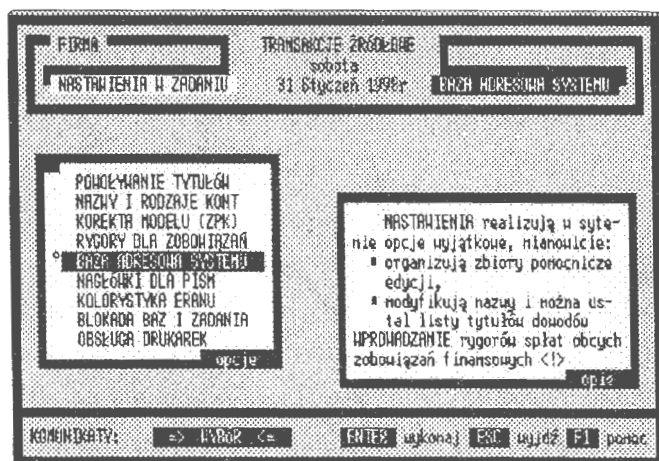 FIRMA
TRANSAKCJE ŹRÓDŁOWE
sobota
NASTAWIENIA W ZADANIU
31 Styczeń 1998r
BAZA ADRESOWA SYSTEMU
POWOŁYWANIE TYTUŁÓW
NAZWY I RODZAJE KONT
KOREKTA MODELU (ZPK)
RYGORY DLA ZOBOWIĄZAŃ
BAZA ADRESOWA SYSTEMU
NAGŁÓWKI DLA PISM
KOLORYSTYKA ERANU
BLOKADA BAZ I ZADANIA
OBSŁUGA DRUKAREK
opcje
NASTAWIENIA realizują w syte-
mie opcje wyjątkowe, mianowicie:
▪ organizują zbiory pomocnicze
edycji,
▪ modyfikują nazwy i można us-
tal listy tytułów dowodów
WPRDWADZANIE rygorów spłat obcych
zobowiązań finansowych <!>
opis
KOMUNIKATY:
=> WYBÓR <=
ENTER wykonaj ESC wyjdź F1 pomoc